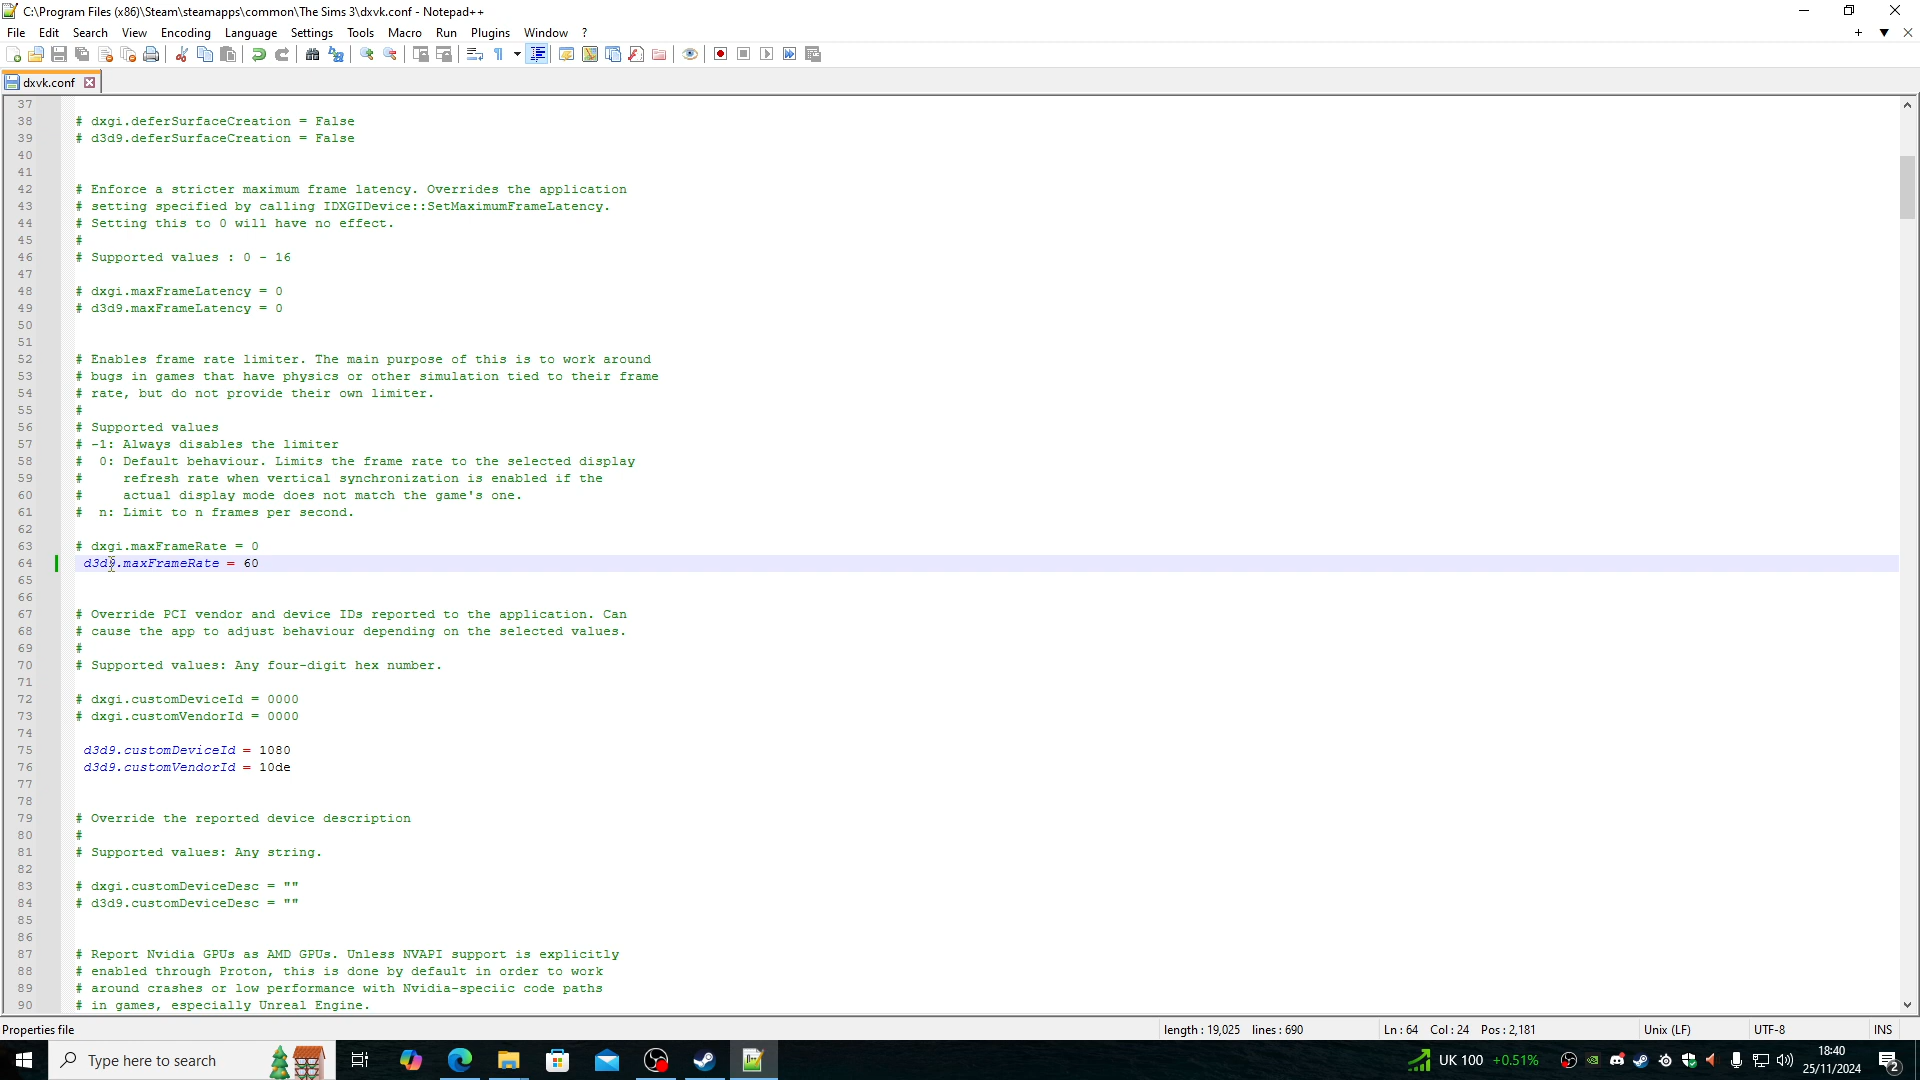 C:\Program Files (x86)\Steam\steamapps\common\The Sims 3\dxvk.conf - Notepad++
File Edit Search View Encoding Language Settings Tools Macro Run Plugins Window ?
dxvk.conf
37
38 # dxgi.deferSurfaceCreation = False
39 # d3d9.deferSurfaceCreation = False
40
41
42 # Enforce a stricter maximum frame latency. Overrides the application
43 # setting specified by calling IDXGIDevice::SetMaximumFrameLatency.
44 # Setting this to 0 will have no effect.
45 #
46 # Supported values : 0 - 16
47
48 # dxgi.maxFrameLatency = 0
49 # d3d9.maxFrameLatency = 0
50
51
52 # Enables frame rate limiter. The main purpose of this is to work around
53 # bugs in games that have physics or other simulation tied to their frame
54 # rate, but do not provide their own limiter.
55 #
56 # Supported values
57 # -1: Always disables the limiter
58 #  0: Default behaviour. Limits the frame rate to the selected display
59 #     refresh rate when vertical synchronization is enabled if the
60 #     actual display mode does not match the game's one.
61 #  n: Limit to n frames per second.
62
63 # dxgi.maxFrameRate = 0
64 d3d9.maxFrameRate = 60
65
66
67 # Override PCI vendor and device IDs reported to the application. Can
68 # cause the app to adjust behaviour depending on the selected values.
69 #
70 # Supported values: Any four-digit hex number.
71
72 # dxgi.customDeviceId = 0000
73 # dxgi.customVendorId = 0000
74
75 d3d9.customDeviceId = 1080
76 d3d9.customVendorId = 10de
77
78
79 # Override the reported device description
80 #
81 # Supported values: Any string.
82
83 # dxgi.customDeviceDesc = ""
84 # d3d9.customDeviceDesc = ""
85
86
87 # Report Nvidia GPUs as AMD GPUs. Unless NVAPI support is explicitly
88 # enabled through Proton, this is done by default in order to work
89 # around crashes or low performance with Nvidia-speciic code paths
90 # in games, especially Unreal Engine.
Properties file length : 19,025 lines : 690 Ln : 64 Col : 24 Pos : 2,181 Unix (LF) UTF-8 INS
Type here to search UK 100 +0.51% 18:40
25/11/2024 2